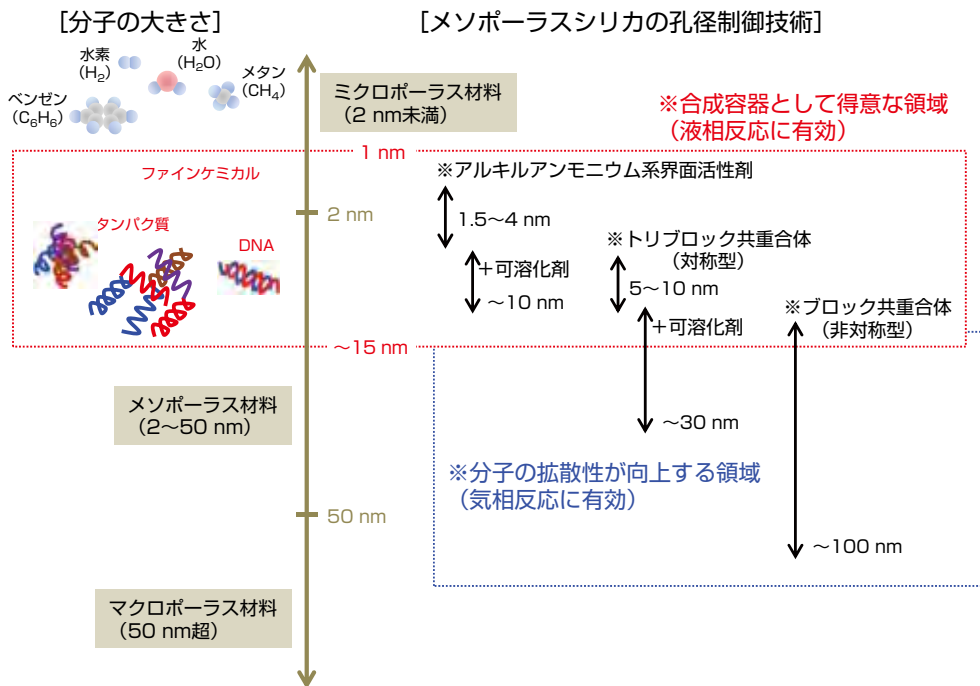 [分子の大きさ]
[メソポーラスシリカの孔径制御技術]
水素
(H₂)
水
(H₂O)
メタン
(CH₄)
ベンゼン
(C₆H₆)
ミクロポーラス材料
(2 nm未満)
※合成容器として得意な領域
(液相反応に有効)
1 nm
ファインケミカル
※アルキルアンモニウム系界面活性剤
2 nm
1.5～4 nm
タンパク質
DNA
※トリブロック共重合体
(対称型)
+可溶化剤
～10 nm
5～10 nm
※ブロック共重合体
(非対称型)
+可溶化剤
～15 nm
メソポーラス材料
(2～50 nm)
～30 nm
※分子の拡散性が向上する領域
(気相反応に有効)
50 nm
～100 nm
マクロポーラス材料
(50 nm超)